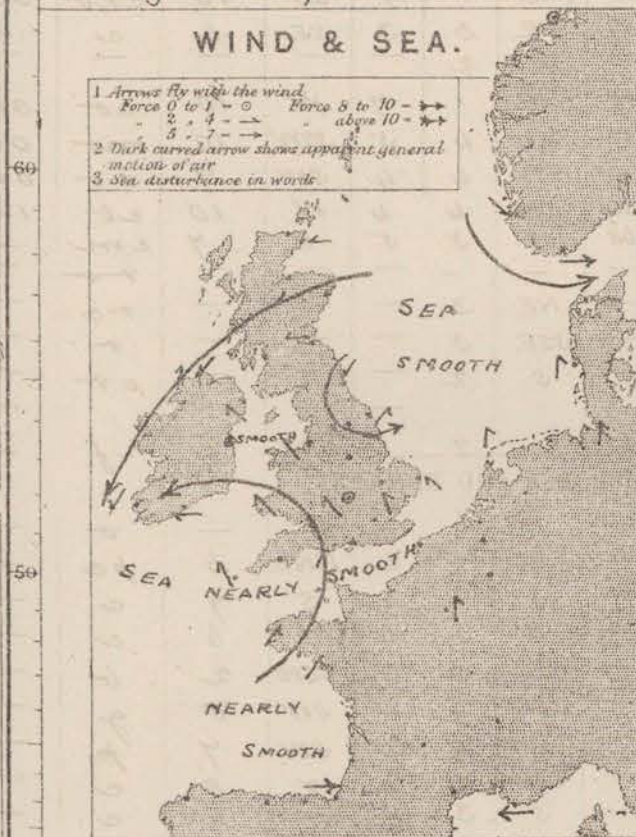 WIND & SEA.
1 Arrows fly with the wind
Force 0 to 1 - ⊙ Force 8 to 10 -
" 2 " 4 - " above 10 -
" 5 " 7 - →
2 Dark curved arrow shows apparent general
motion of air
3 Sea disturbance in words
60
SEA
SMOOTH
SMOOTH
50
SEA
NEARLY
SMOOTH
NEARLY
SMOOTH